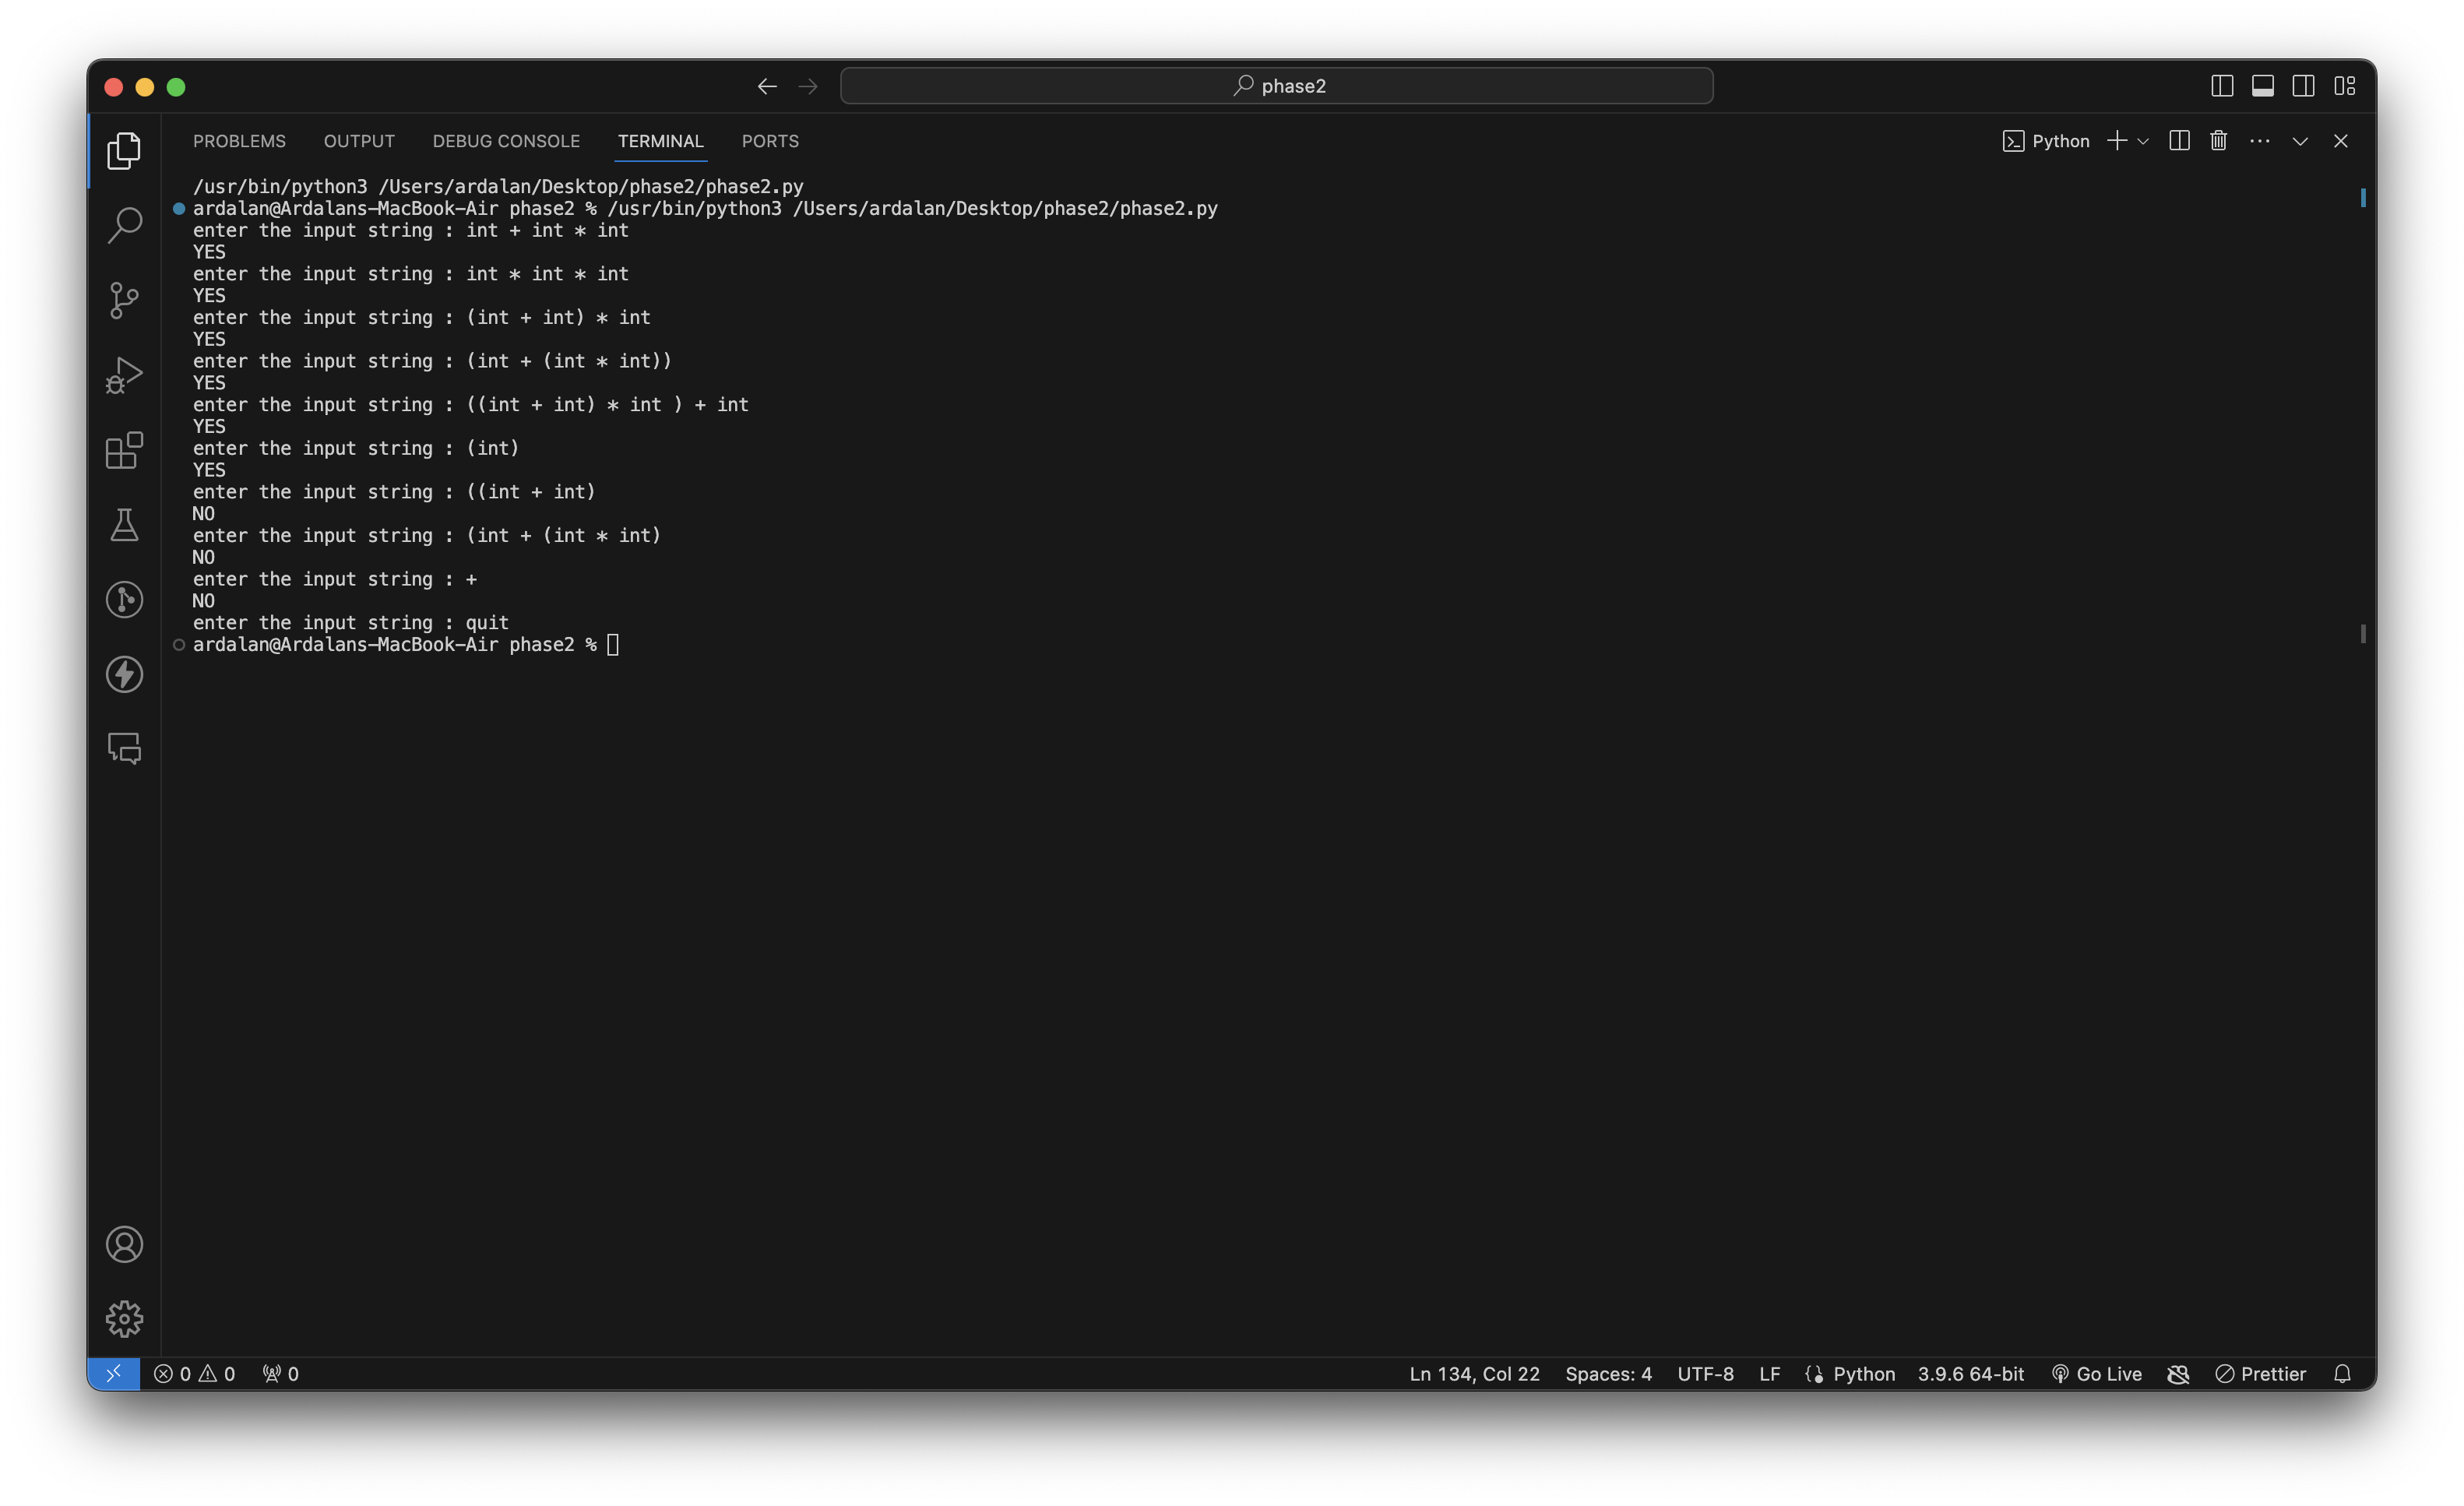 phase2
PROBLEMS OUTPUT DEBUG CONSOLE TERMINAL PORTS Python
/usr/bin/python3 /Users/ardalan/Desktop/phase2/phase2.py
ardalan@Ardalans-MacBook-Air phase2 % /usr/bin/python3 /Users/ardalan/Desktop/phase2/phase2.py
enter the input string : int + int * int
YES
enter the input string : int * int * int
YES
enter the input string : (int + int) * int
YES
enter the input string : (int + (int * int))
YES
enter the input string : ((int + int) * int ) + int
YES
enter the input string : (int)
YES
enter the input string : ((int + int)
NO
enter the input string : (int + (int * int)
NO
enter the input string : +
NO
enter the input string : quit
ardalan@Ardalans-MacBook-Air phase2 %
0 0 0 Ln 134, Col 22 Spaces: 4 UTF-8 LF Python 3.9.6 64-bit Go Live Prettier